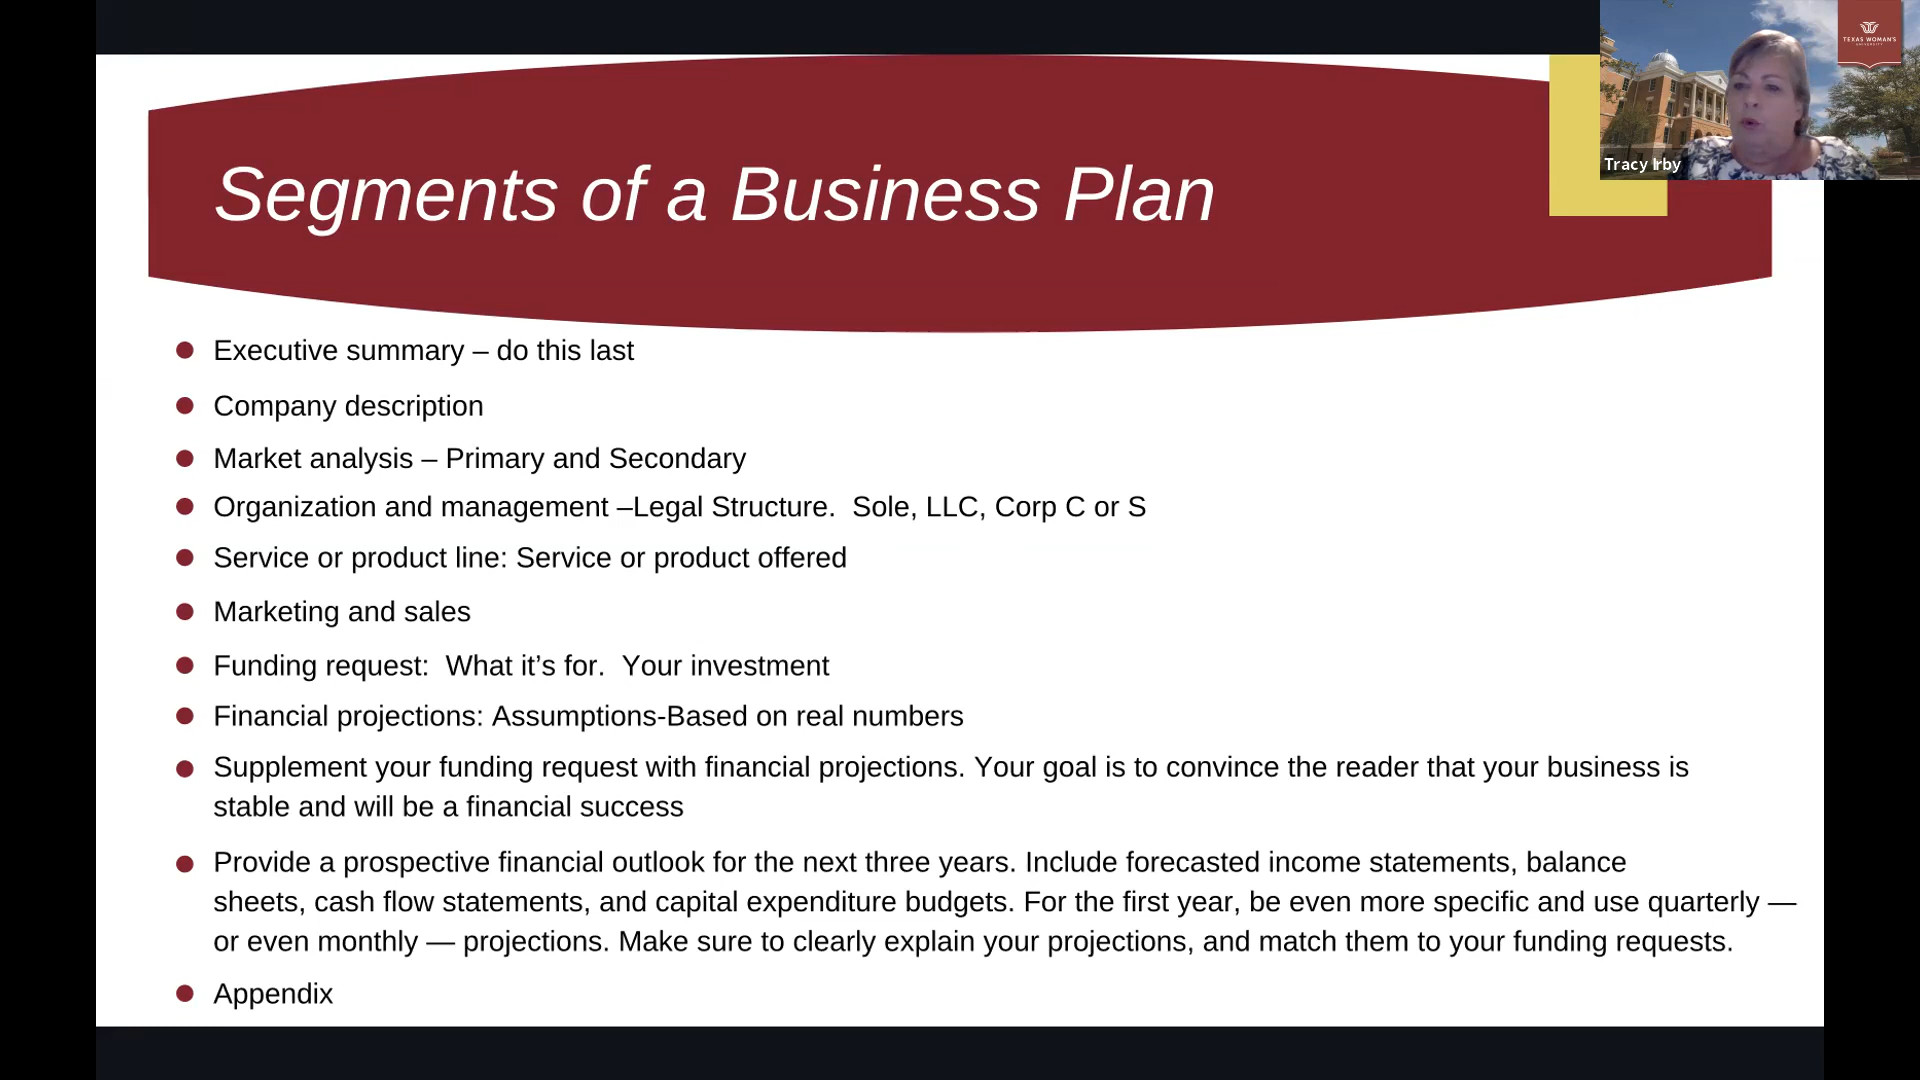 TEXAS WOMAN'S
UNIVERSITY
Tracy Irby
Segments of a Business Plan
Executive summary – do this last
Company description
Market analysis – Primary and Secondary
Organization and management –Legal Structure.  Sole, LLC, Corp C or S
Service or product line: Service or product offered
Marketing and sales
Funding request:  What it’s for.  Your investment
Financial projections: Assumptions-Based on real numbers
Supplement your funding request with financial projections. Your goal is to convince the reader that your business is
stable and will be a financial success
Provide a prospective financial outlook for the next three years. Include forecasted income statements, balance
sheets, cash flow statements, and capital expenditure budgets. For the first year, be even more specific and use quarterly —
or even monthly — projections. Make sure to clearly explain your projections, and match them to your funding requests.
Appendix